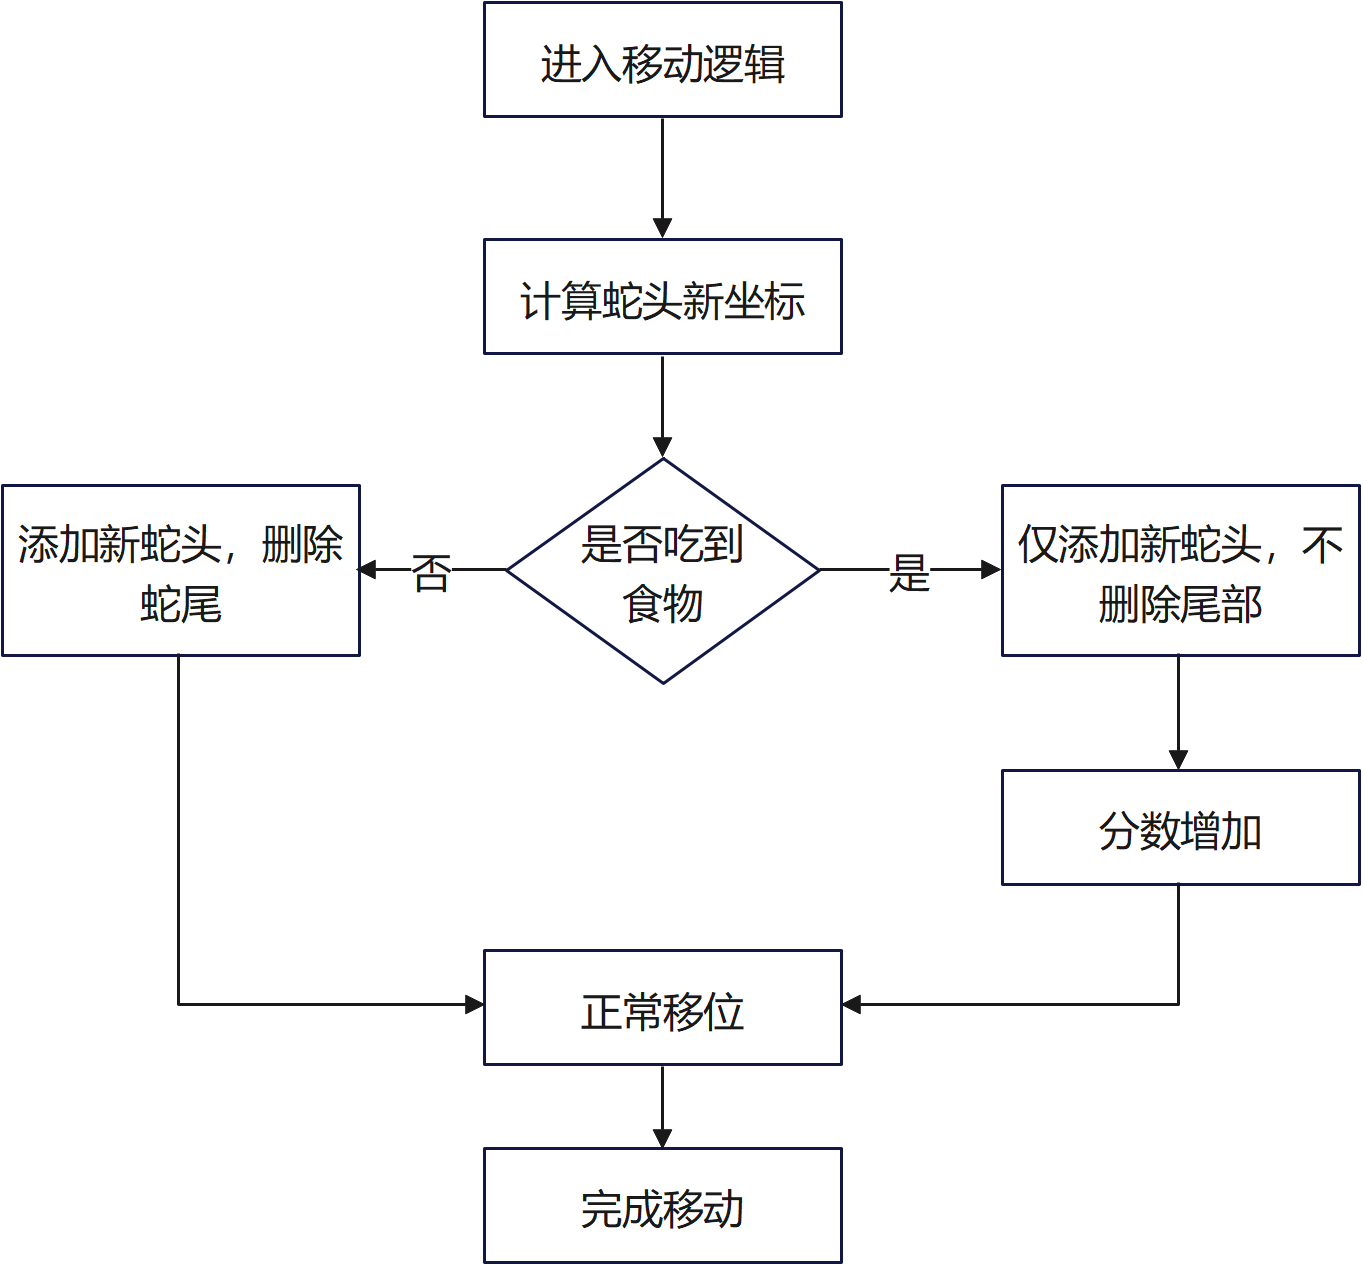 进入移动逻辑
计算蛇头新坐标
是否吃到
食物
否
是
添加新蛇头，删除
蛇尾
仅添加新蛇头，不
删除尾部
分数增加
正常移位
完成移动